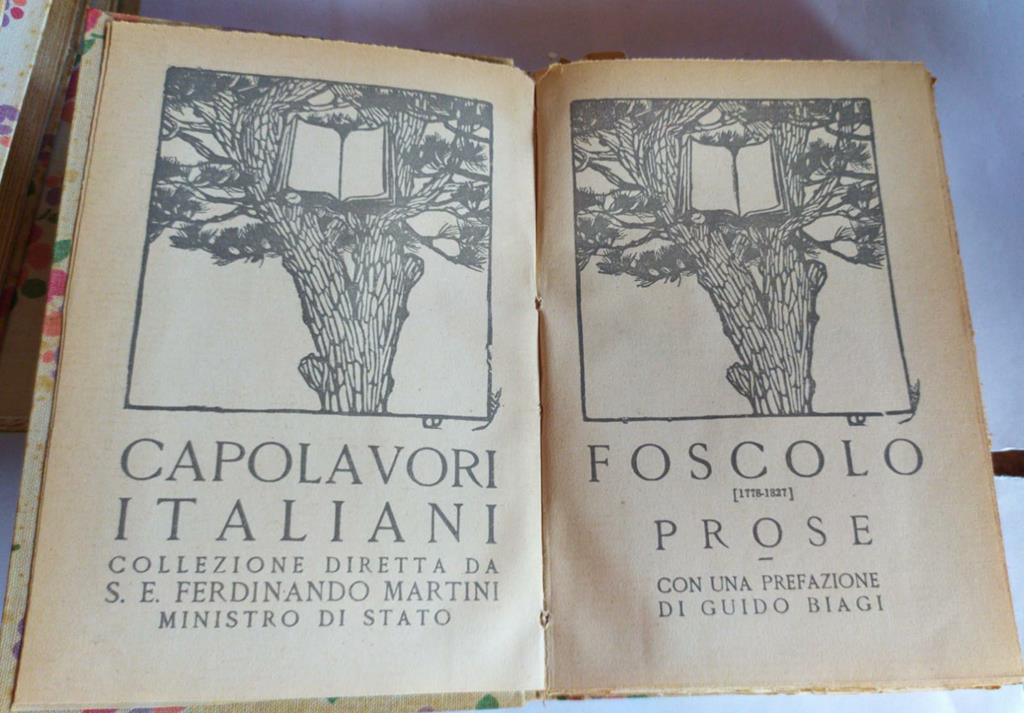 CAPOLAVORI
ITALIANI
COLLEZIONE DIRETTA DA
S. E. FERDINANDO MARTINI
MINISTRO DI STATO
FOSCOLO
[1778-1827]
PROSE
CON UNA PREFAZIONE
DI GUIDO BIAGI